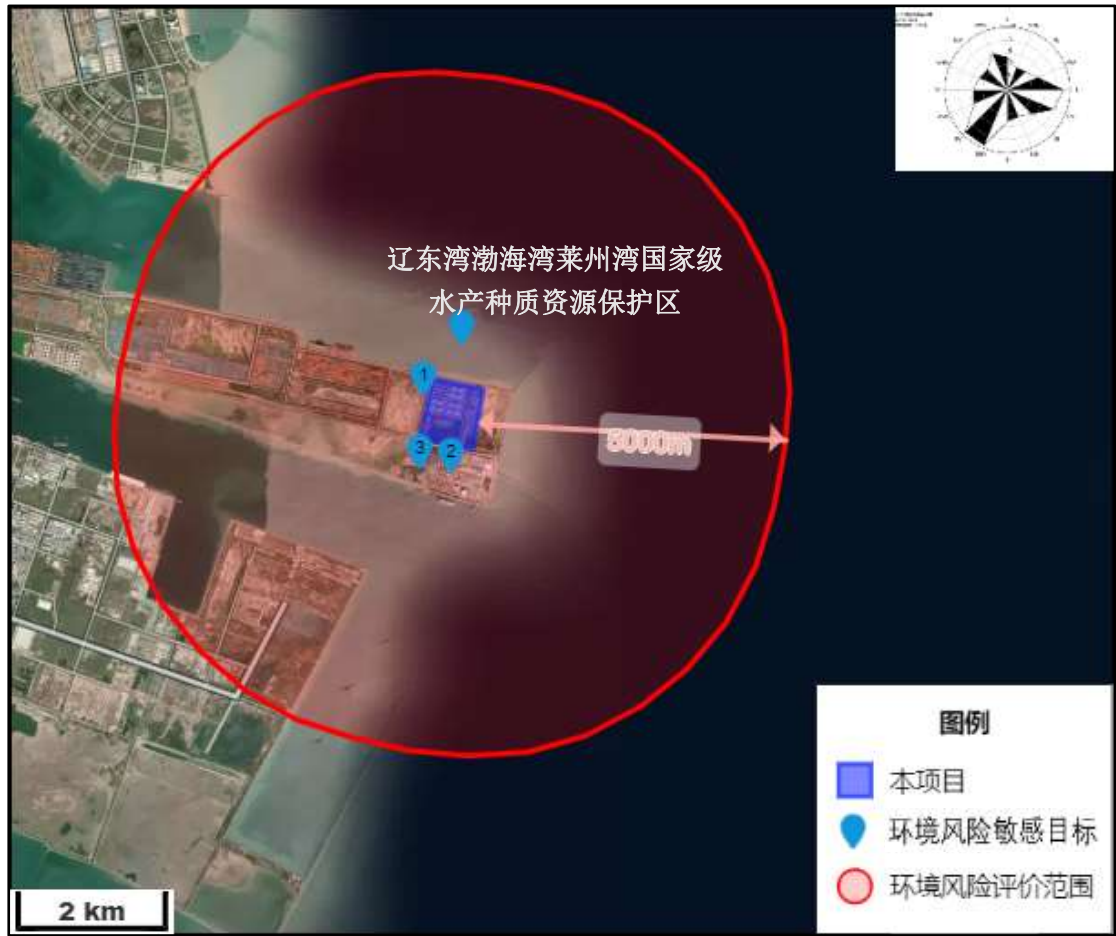 辽东湾渤海湾莱州湾国家级
水产种质资源保护区
1
3
2
5000m
图例
本项目
环境风险敏感目标
环境风险评价范围
2 km